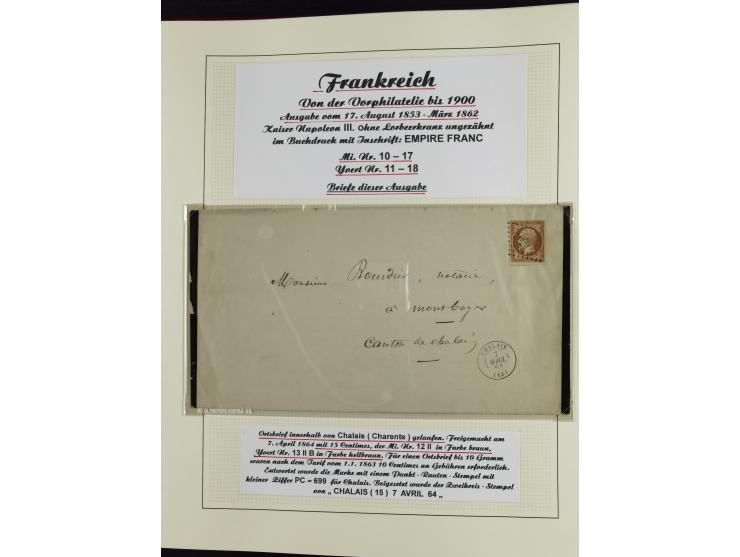 Frankreich
Von der Vorphilatelie bis 1900
Ausgabe vom 17. August 1853 - März 1862
Kaiser Napoleon III. ohne Lorbeerkranz ungezähnt
im Buchdruck mit Inschrift: EMPIRE FRANC
Mi. Nr. 10 – 17
Yvert Nr. 11 – 18
Briefe dieser Ausgabe
Monsieur Bourdier, notaire,
à montboyer
Canton de chalais
CHALAIS
7
AVRIL
(15)
Ortsbrief innerhalb von Chalais ( Charente ) gelaufen. Freigemacht am
7. April 1864 mit 15 Centimes, der Mi. Nr. 12 II in Farbe braun,
Yvert Nr. 13 II B in Farbe hellbraun. Für einen Ortsbrief bis 10 Gramm
waren nach dem Tarif vom 1.1. 1863 10 Centimes an Gebühren erforderlich.
Entwertet wurde die Marke mit einem Punkt - Rauten - Stempel mit
kleiner Ziffer PC = 699 für Chalais. Beigesetzt wurde der Zweikreis - Stempel
von „ CHALAIS ( 15 ) 7 AVRIL 64 „